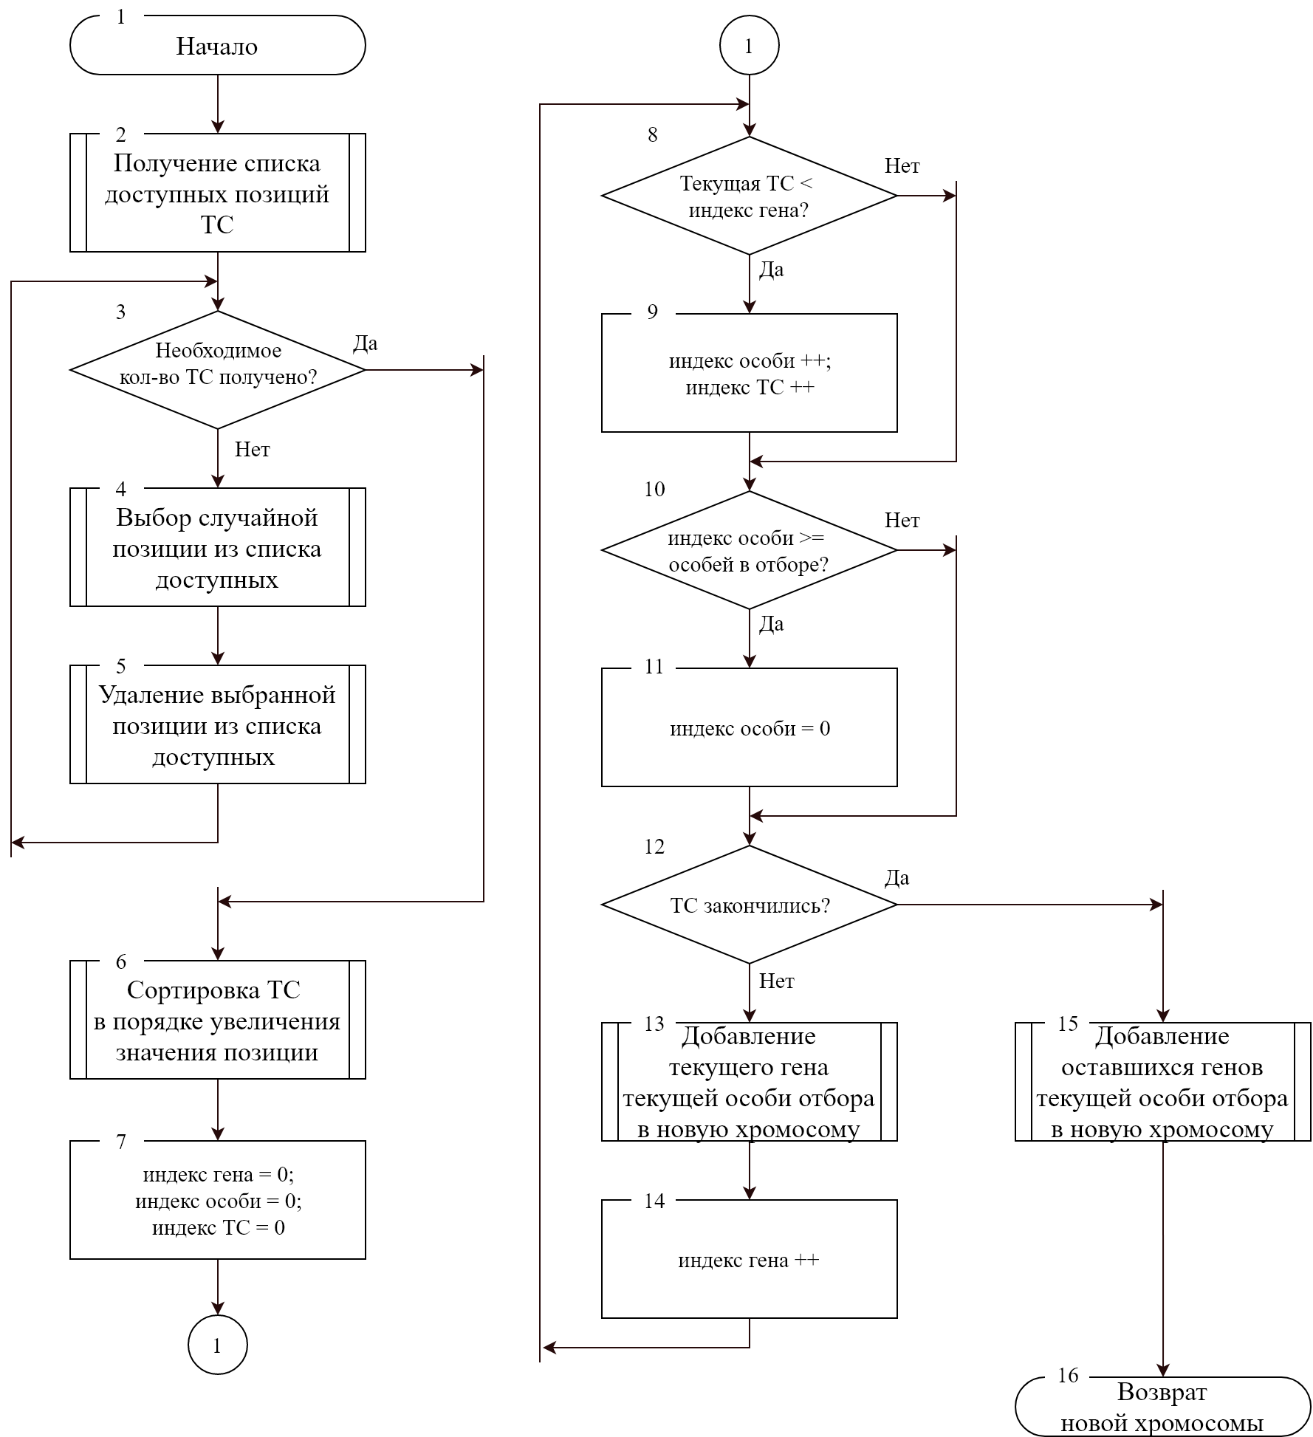 1
Начало
2
Получение списка
доступных позиций
ТС
3
Необходимое
кол-во ТС получено?
Да
Нет
4
Выбор случайной
позиции из списка
доступных
5
Удаление выбранной
позиции из списка
доступных
6
Сортировка ТС
в порядке увеличения
значения позиции
7
индекс гена = 0;
индекс особи = 0;
индекс ТС = 0
1
1
8
Текущая ТС <
индекс гена?
Нет
Да
9
индекс особи ++;
индекс ТС ++
10
индекс особи >=
особей в отборе?
Нет
Да
11
индекс особи = 0
12
ТС закончились?
Да
Нет
13
Добавление
текущего гена
текущей особи отбора
в новую хромосому
14
индекс гена ++
15
Добавление
оставшихся генов
текущей особи отбора
в новую хромосому
16
Возврат
новой хромосомы